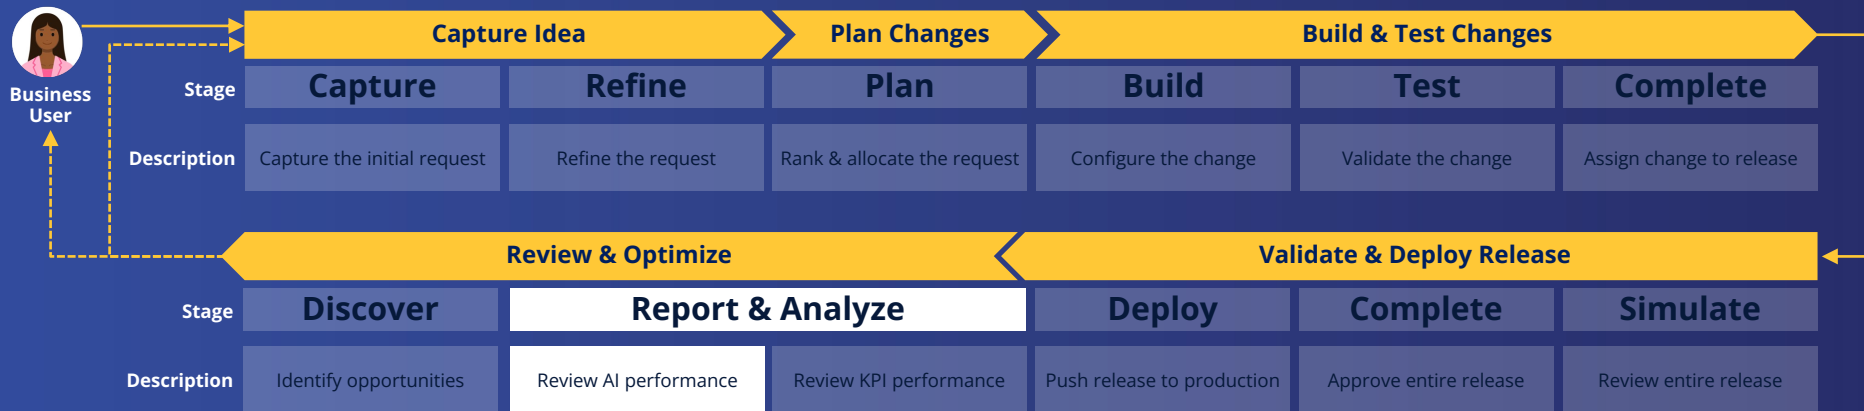 Capture Idea
Plan Changes
Build & Test Changes
Business
User
Stage
Capture
Refine
Plan
Build
Test
Complete
Description
Capture the initial request
Refine the request
Rank & allocate the request
Configure the change
Validate the change
Assign change to release
Review & Optimize
Validate & Deploy Release
Stage
Discover
Report & Analyze
Deploy
Complete
Simulate
Description
Identify opportunities
Review AI performance
Review KPI performance
Push release to production
Approve entire release
Review entire release